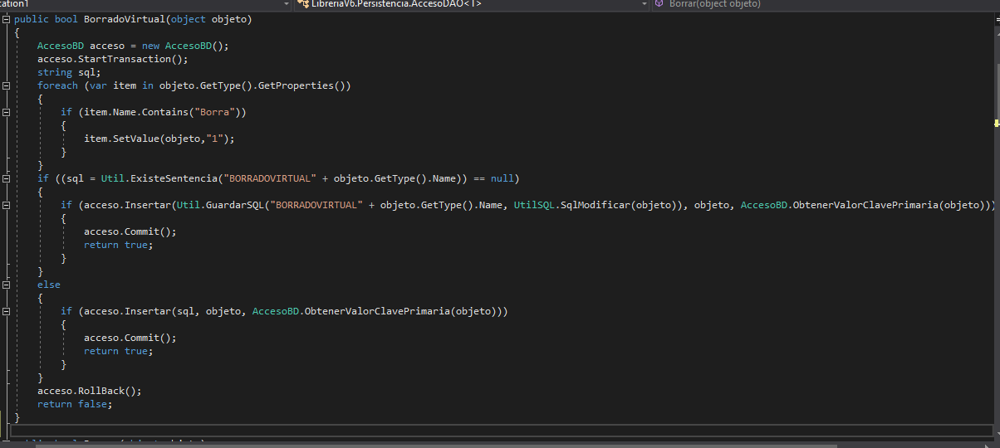 cation1 LibreriaV6.Persistencia.AccesoDAO<T> Borrar(object objeto)
public bool BorradoVirtual(object objeto)
{
AccesoBD acceso = new AccesoBD();
acceso.StartTransaction();
string sql;
foreach (var item in objeto.GetType().GetProperties())
{
if (item.Name.Contains("Borra"))
{
item.SetValue(objeto,"1");
}
}
if ((sql = Util.ExisteSentencia("BORRADOVIRTUAL" + objeto.GetType().Name)) == null)
{
if (acceso.Insertar(Util.GuardarSQL("BORRADOVIRTUAL" + objeto.GetType().Name, UtilSQL.SqlModificar(objeto)), objeto, AccesoBD.ObtenerValorClavePrimaria(objeto)))
{
acceso.Commit();
return true;
}
}
else
{
if (acceso.Insertar(sql, objeto, AccesoBD.ObtenerValorClavePrimaria(objeto)))
{
acceso.Commit();
return true;
}
}
acceso.RollBack();
return false;
}